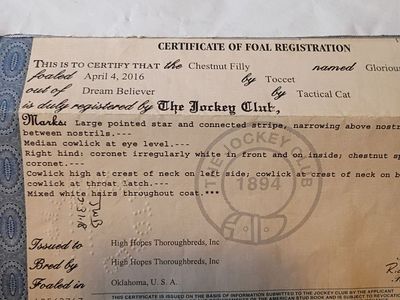 CERTIFICATE OF FOAL REGISTRATION
THIS IS TO CERTIFY THAT the Chestnut Filly named Glorious
foaled April 4, 2016 by Toccet
out of Dream Believer by Tactical Cat
is duly registered by The Jockey Club,
Marks: Large pointed star and connected stripe, narrowing above nost
between nostrils.---
Median cowlick at eye level.---
Right hind: coronet irregularly white in front and on inside; chestnut sp
coronet.---
Cowlick high at crest of neck on left side; cowlick at crest of neck on b
cowlick at throat latch.---
Mixed white hairs throughout coat.***
THE JOCKEY CLUB
1894
JWB
Issued to High Hopes Thoroughbreds, Inc
Bred by High Hopes Thoroughbreds, Inc
Foaled in Oklahoma, U. S. A.
THIS CERTIFICATE IS ISSUED ON THE BASIS OF INFORMATION SUBMITTED TO THE JOCKEY CLUB BY THE APPLICANT